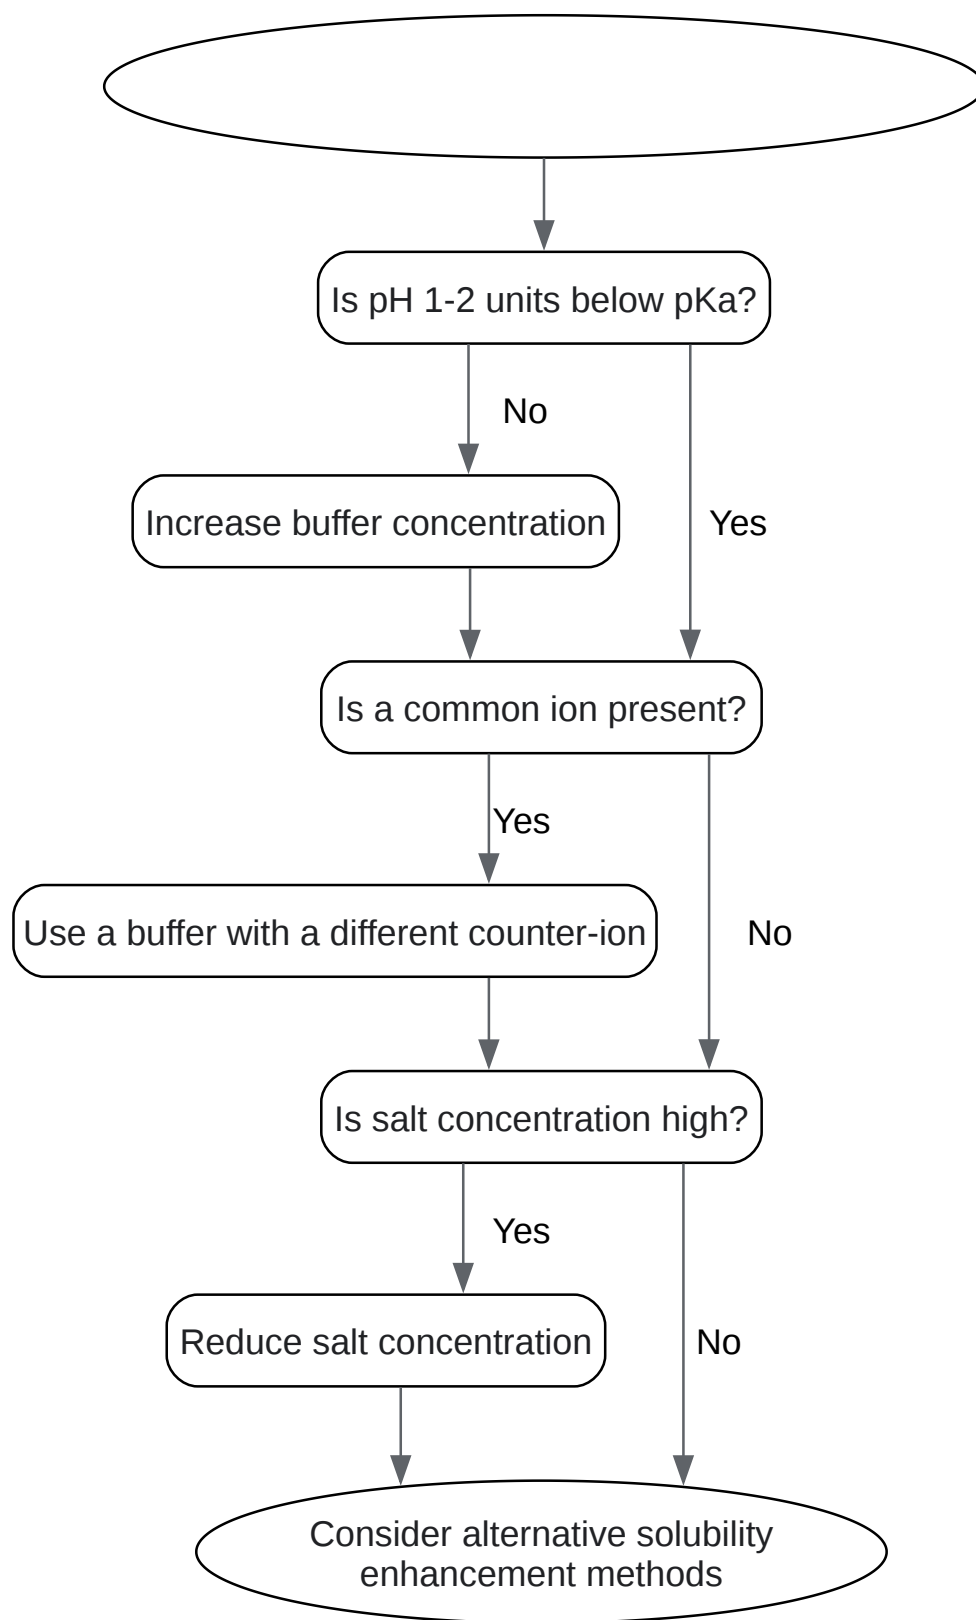 Is pH 1-2 units below pKa?
No
Increase buffer concentration
Yes
Is a common ion present?
Yes
Use a buffer with a different counter-ion
No
Is salt concentration high?
Yes
Reduce salt concentration
No
Consider alternative solubility
enhancement methods